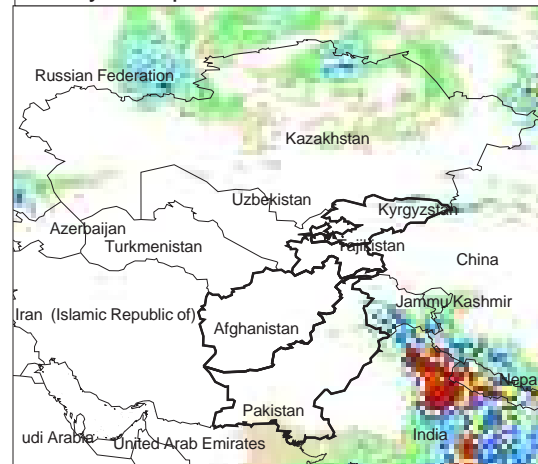 Russian Federation
Kazakhstan
Uzbekistan
Kyrgyzstan
Azerbaijan
Turkmenistan
Tajikistan
China
Jammu Kashmir
Iran (Islamic Republic of)
Afghanistan
Nepa
Pakistan
udi Arabia
United Arab Emirates
India